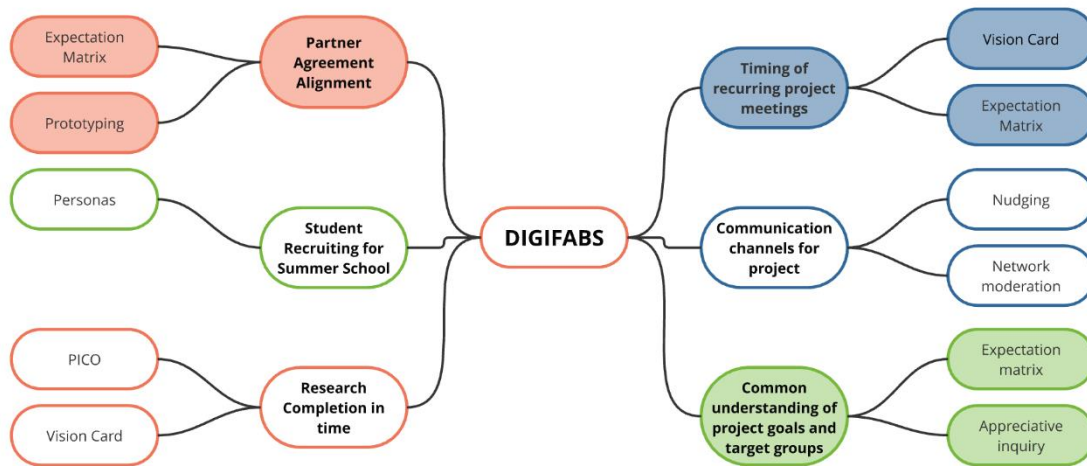 Expectation
Matrix
Prototyping
Partner
Agreement
Alignment
Personas
Student
Recruiting for
Summer School
PICO
Vision Card
Research
Completion in
time
DIGIFABS
Timing of
recurring project
meetings
Vision Card
Expectation
Matrix
Communication
channels for
project
Nudging
Network
moderation
Common
understanding of
project goals and
target groups
Expectation
matrix
Appreciative
inquiry